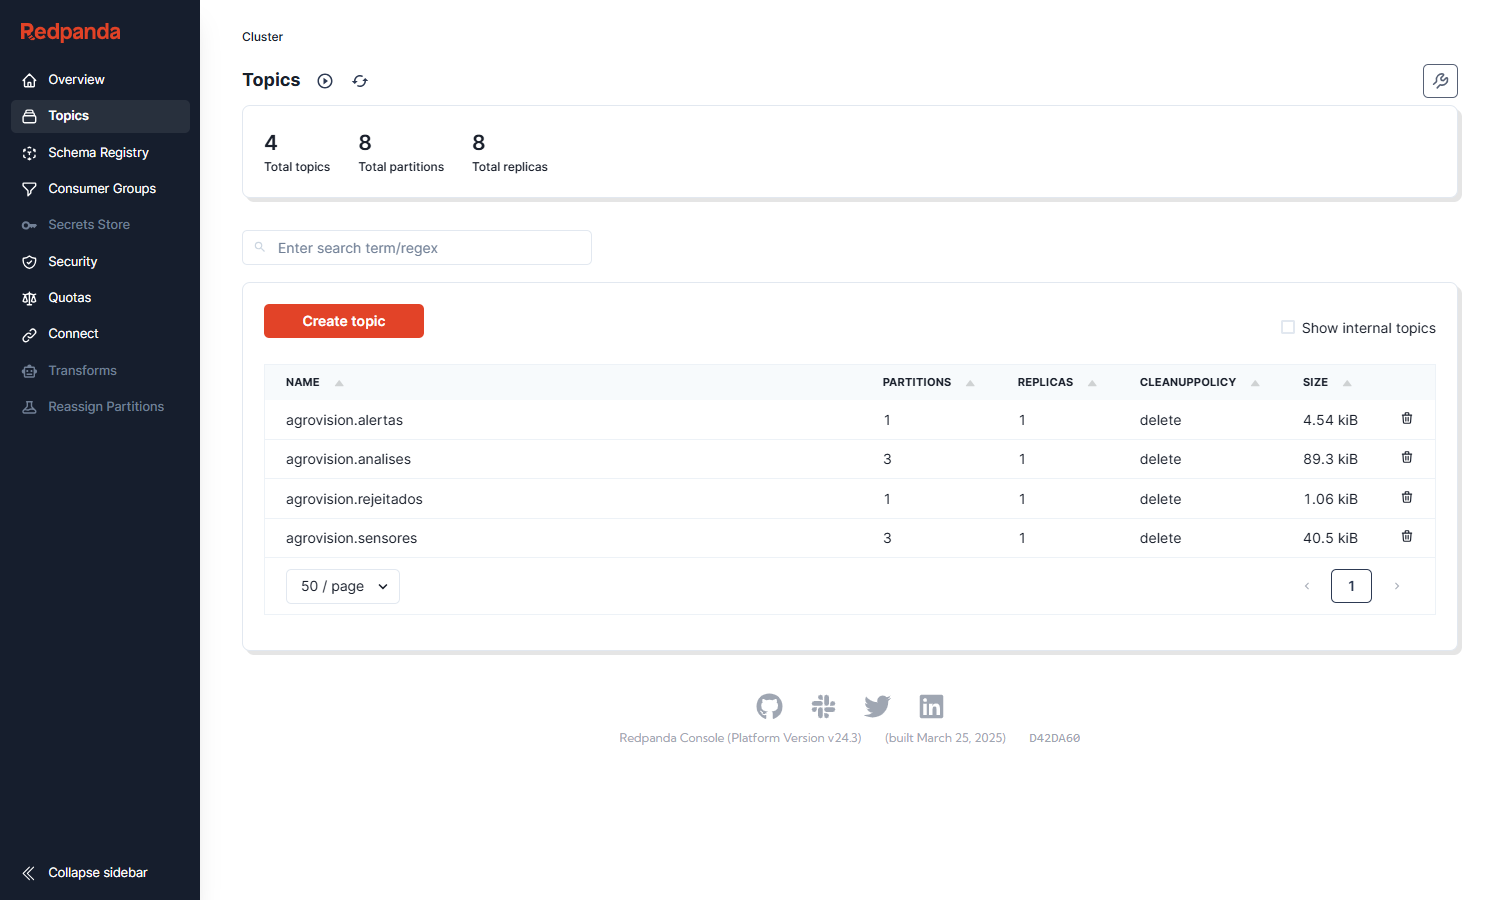 Redpanda
Overview
Topics
Schema Registry
Consumer Groups
Secrets Store
Security
Quotas
Connect
Transforms
Reassign Partitions
Collapse sidebar
Cluster
Topics
4 8 8
Total topics Total partitions Total replicas
Enter search term/regex
Create topic
Show internal topics
NAME PARTITIONS REPLICAS CLEANUPPOLICY SIZE
agrovision.alertas 1 1 delete 4.54 kiB
agrovision.analises 3 1 delete 89.3 kiB
agrovision.rejeitados 1 1 delete 1.06 kiB
agrovision.sensores 3 1 delete 40.5 kiB
50 / page 1
Redpanda Console (Platform Version v24.3) (built March 25, 2025) D42DA60